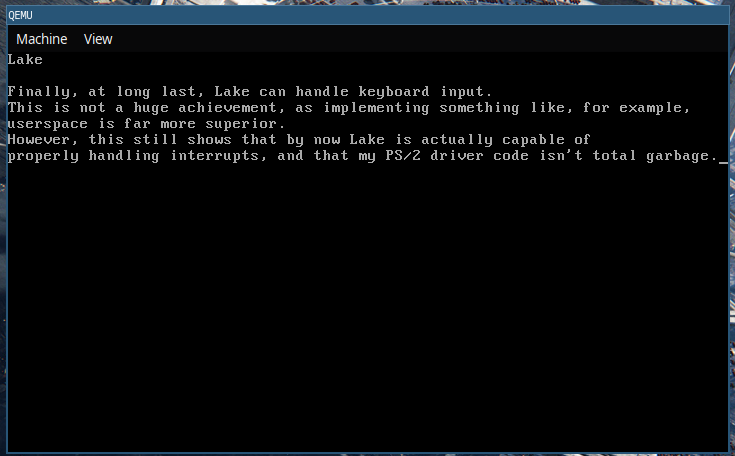 QEMU
Machine View
Lake
Finally, at long last, Lake can handle keyboard input.
This is not a huge achievement, as implementing something like, for example,
userspace is far more superior.
However, this still shows that by now Lake is actually capable of
properly handling interrupts, and that my PS/2 driver code isn't total garbage._